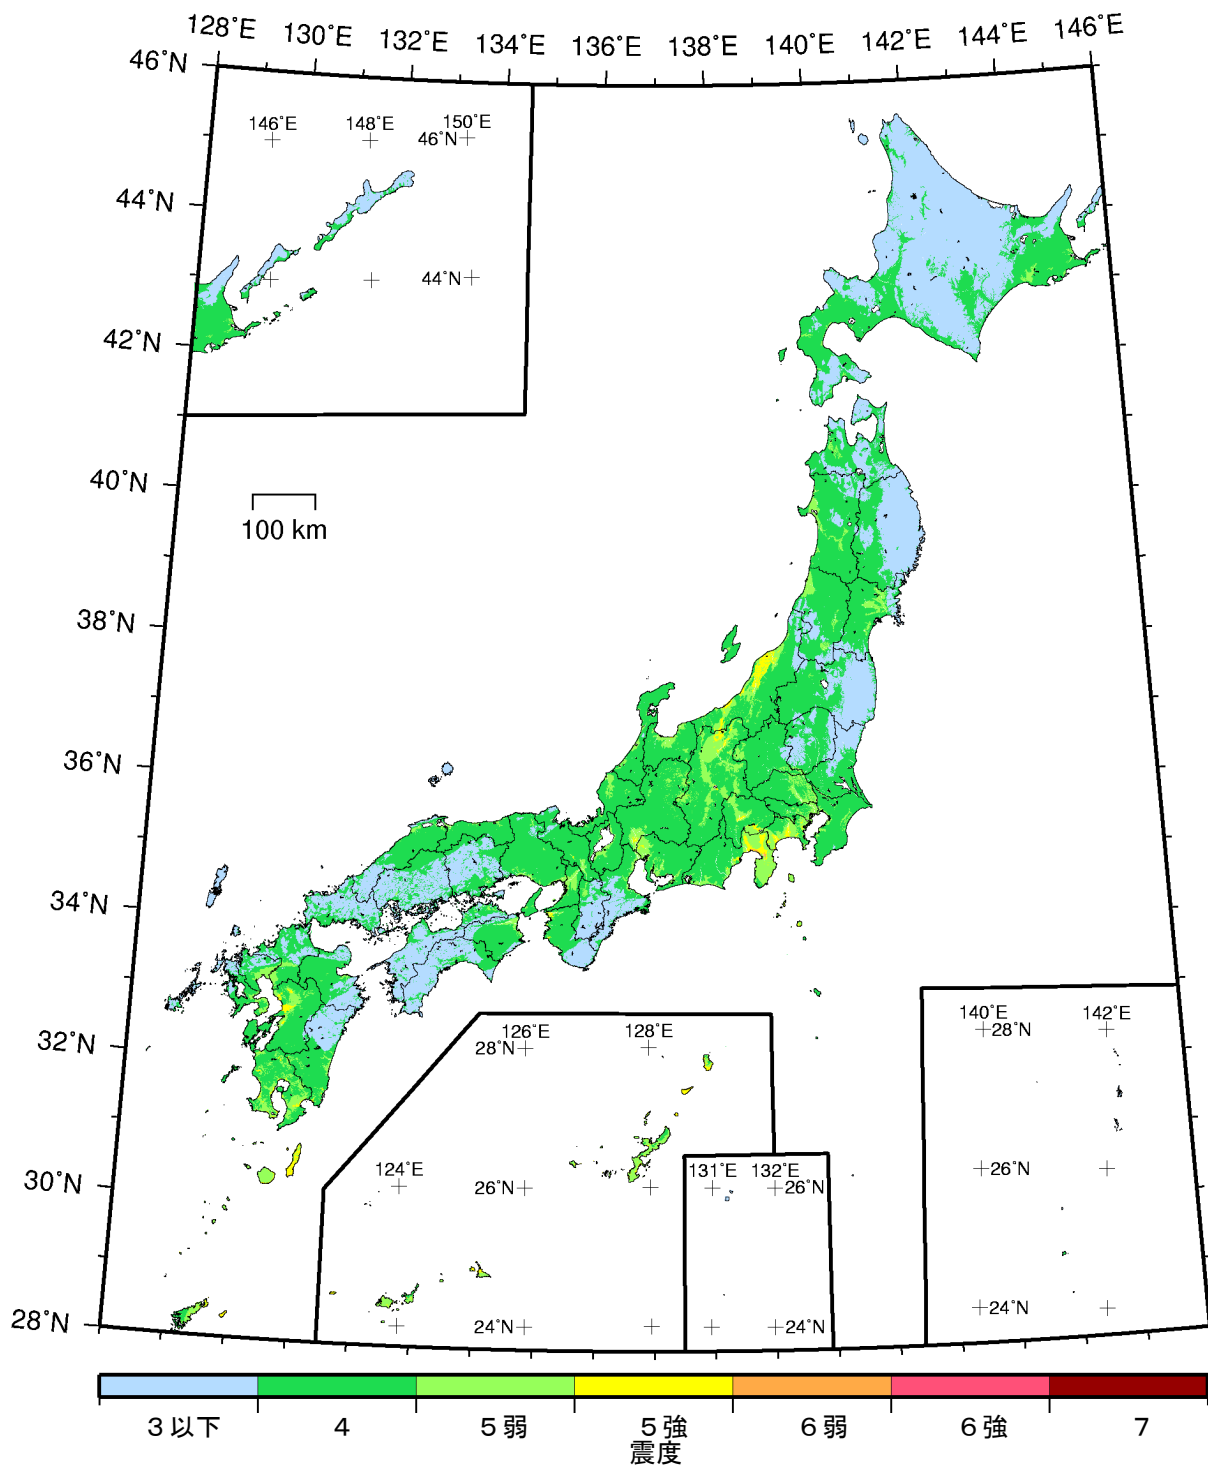 128˚E 130˚E 132˚E 134˚E 136˚E 138˚E 140˚E 142˚E 144˚E 146˚E
46˚N
146˚E 148˚E 150˚E
46˚N
44˚N
44˚N
42˚N
40˚N
100 km
38˚N
36˚N
34˚N
32˚N
126˚E 128˚E
28˚N
140˚E 142˚E
28˚N
30˚N
124˚E
26˚N
131˚E 132˚E
26˚N
26˚N
24˚N
24˚N
24˚N
28˚N
3以下 4 5弱 5強 6弱 6強 7
震度